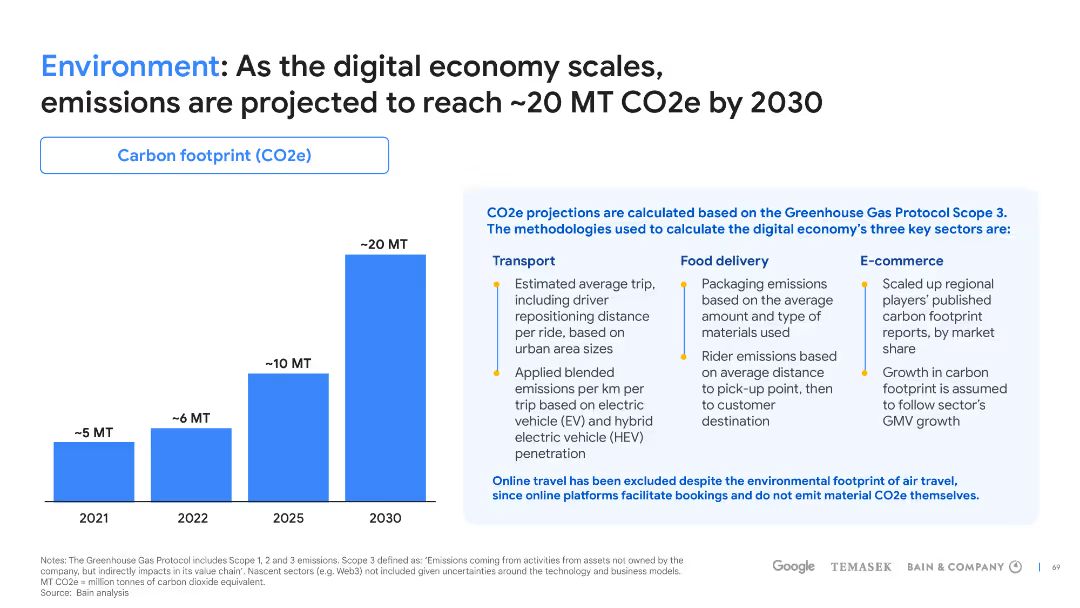 Environment: As the digital economy scales,
emissions are projected to reach ~20 MT CO2e by 2030
Carbon footprint (CO2e)
~5 MT
~6 MT
~10 MT
~20 MT
2021
2022
2025
2030
CO2e projections are calculated based on the Greenhouse Gas Protocol Scope 3.
The methodologies used to calculate the digital economy's three key sectors are:
Transport
Estimated average trip,
including driver
repositioning distance
per ride, based on
urban area sizes
Applied blended
emissions per km per
trip based on electric
vehicle (EV) and hybrid
electric vehicle (HEV)
penetration
Food delivery
Packaging emissions
based on the average
amount and type of
materials used
Rider emissions based
on average distance
to pick-up point, then
to customer
destination
E-commerce
Scaled up regional
players' published
carbon footprint
reports, by market
share
Growth in carbon
footprint is assumed
to follow sector's
GMV growth
Online travel has been excluded despite the environmental footprint of air travel,
since online platforms facilitate bookings and do not emit material CO2e themselves.
Notes: The Greenhouse Gas Protocol includes Scope 1, 2 and 3 emissions. Scope 3 defined as: 'Emissions coming from activities from assets not owned by the
company, but indirectly impacts in its value chain'. Nascent sectors (e.g. Web3) not included given uncertainties around the technology and business models.
MT CO2e = million tonnes of carbon dioxide equivalent.
Source: Bain analysis
Google TEMASEK BAIN & COMPANY | 69